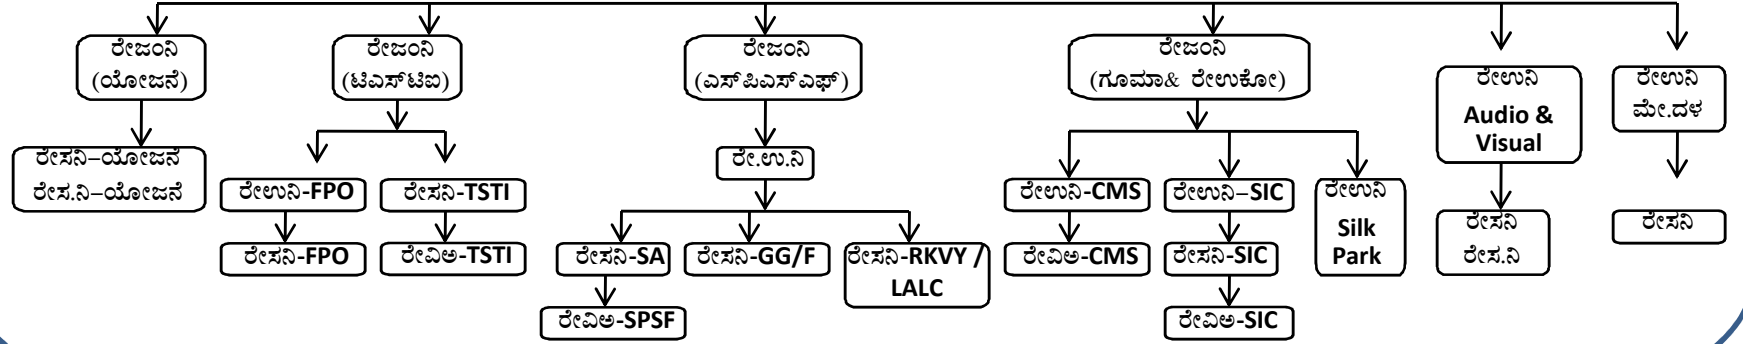 ರೇಜಂನಿ
(ಯೋಜನೆ)
ರೇಸನಿ–ಯೋಜನೆ
ರೇಸ.ನಿ–ಯೋಜನೆ
ರೇಜಂನಿ
(ಟಿಎಸ್‌ಟಿಐ)
ರೇಉನಿ-FPO
ರೇಸನಿ-TSTI
ರೇಸನಿ-FPO
ರೇವಿಅ-TSTI
ರೇಜಂನಿ
(ಎಸ್‌ಪಿಎಸ್‌ಎಫ್)
ರೇ.ಉ.ನಿ
ರೇಸನಿ-SA
ರೇಸನಿ-GG/F
ರೇಸನಿ-RKVY /
LALC
ರೇವಿಅ-SPSF
ರೇಜಂನಿ
(ಗೂಮಾ& ರೇಉಕೋ)
ರೇಉನಿ-CMS
ರೇಉನಿ–SIC
ರೇಉನಿ
Silk
Park
ರೇವಿಅ-CMS
ರೇಸನಿ-SIC
ರೇವಿಅ-SIC
ರೇಉನಿ
Audio &
Visual
ರೇಸನಿ
ರೇಸ.ನಿ
ರೇಉನಿ
ಮೇ.ದಳ
ರೇಸನಿ